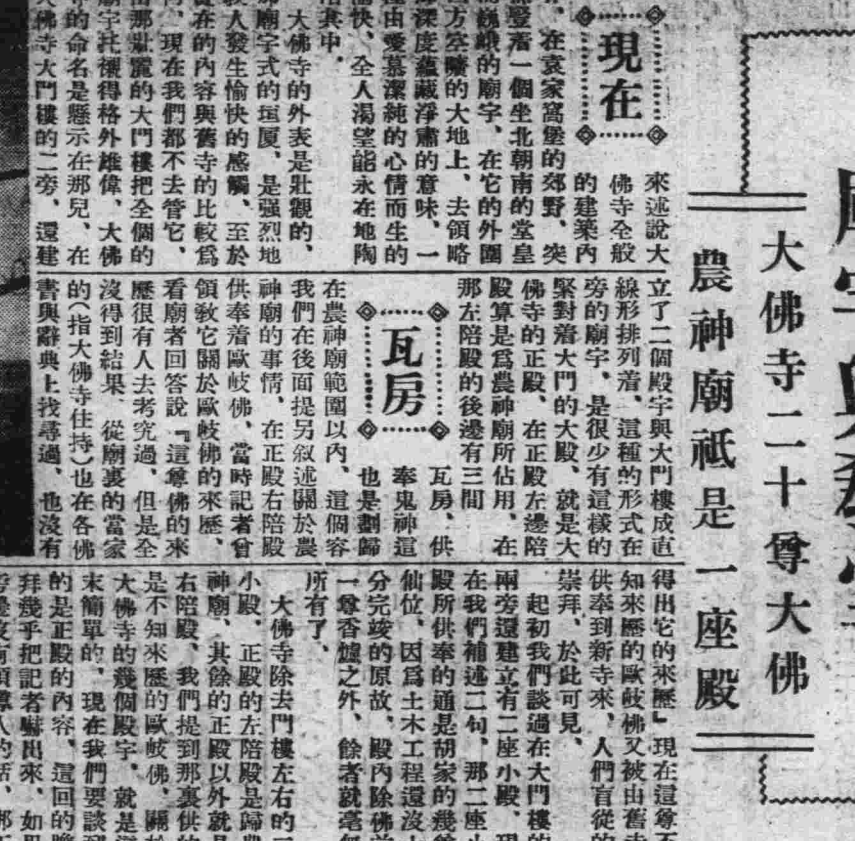 大佛寺二十尊大佛
農神廟祇是一座殿
現在
來述說大
佛寺全般
的建築內
在袁家窩堡的郊野、突
豎着一個坐北朝南的堂皇
巍峨的廟宇、在它的外圍
方空曠的大地上、去領略
深度蘊藏淨肅的意味、一
由愛慕潔純的心情而生的
愉快、全人渴望能永在地陶
其中、
大佛寺的外表是壯觀的、
廟宇式的垣厦、是强烈地
人發生愉快的感觸、至於
在的內容與舊寺的比較爲
現在我們都不去管它、
那壯麗的大門樓把全個的
廟宇托襯得格外雄偉、大佛
寺的命名是懸示在那兒、在
大佛寺大門樓的二旁、還建
立了二個殿宇與大門樓成直
線形排列着、這種的形式在
旁的廟宇、是很少有這樣的
緊對着大門的大殿、就是大
佛寺的正殿、在正殿左邊陪
殿算是爲農神廟所佔用、在
那左陪殿的後邊有三間
瓦房
瓦房、供
奉鬼神這
也是劃歸
在農神廟範圍以內、這個容
我們在後面提另叙述關於農
神廟的事情、在正殿右陪殿
供奉着歐岐佛、當時記者曾
領敎它關於歐岐佛的來歷、
看廟者回答說『這尊佛的來
歷很有人去考究過、但是全
沒得到結果、從廟裏的當家
的(指大佛寺住持)也在各佛
書與辭典上找尋過、也沒有
得出它的來歷』現在這尊不
知來歷的歐岐佛又被由舊寺
供奉到新寺來、人們盲從的
崇拜、於此可見、
起初我們談過在大門樓的
兩旁還建立有二座小殿、現
在我們補述二句、那二座小
殿所供奉的通是胡家的幾
仙位、因爲土木工程還沒十
分完竣的原故、殿內除佛前
一尊香爐之外、餘者就毫無
所有了、
大佛寺除去門樓左右的二
小殿、正殿的左陪殿是歸農
神廟、其餘的正殿以外就是
右陪殿、我們提到那裏供的
是不知來歷的歐岐佛、關於
大佛寺的幾個殿宇、就是這
末簡單的、現在我們要談到
的是正殿的內容、這回的瞻
拜幾乎把記者嚇出來、如果